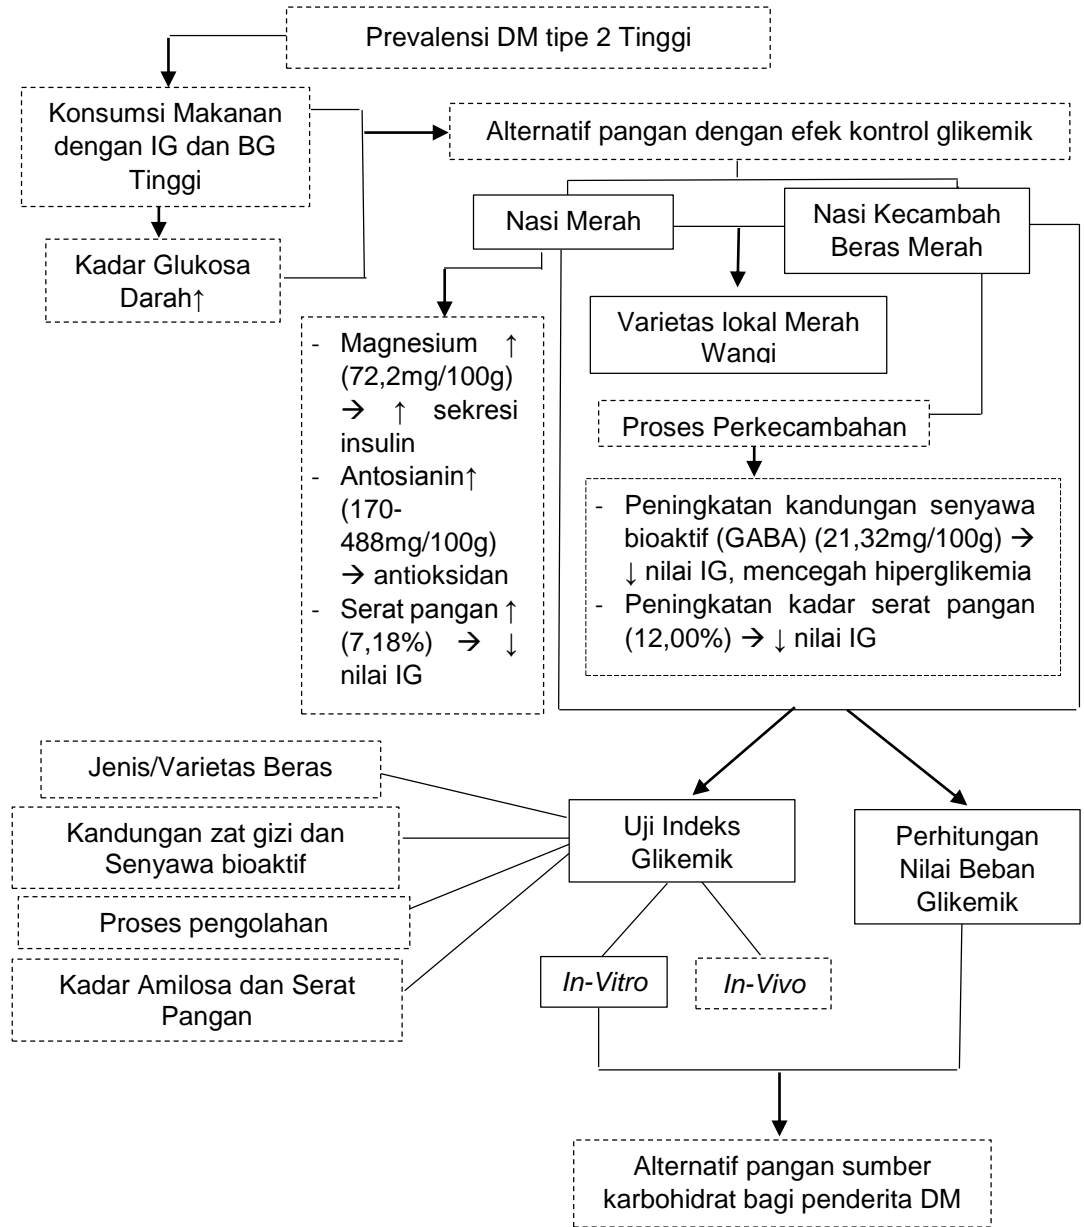 Prevalensi DM tipe 2 Tinggi
Konsumsi Makanan
dengan IG dan BG
Tinggi
Alternatif pangan dengan efek kontrol glikemik
Nasi Merah
Nasi Kecambah
Beras Merah
Kadar Glukosa
Darah↑
Varietas lokal Merah
Wangi
- Magnesium ↑
(72,2mg/100g)
→ ↑ sekresi
insulin
- Antosianin↑
(170-
488mg/100g)
→ antioksidan
- Serat pangan ↑
(7,18%) → ↓
nilai IG
Proses Perkecambahan
- Peningkatan kandungan senyawa
bioaktif (GABA) (21,32mg/100g) →
↓ nilai IG, mencegah hiperglikemia
- Peningkatan kadar serat pangan
(12,00%) → ↓ nilai IG
Jenis/Varietas Beras
Kandungan zat gizi dan
Senyawa bioaktif
Proses pengolahan
Kadar Amilosa dan Serat
Pangan
Uji Indeks
Glikemik
Perhitungan
Nilai Beban
Glikemik
In-Vitro
In-Vivo
Alternatif pangan sumber
karbohidrat bagi penderita DM